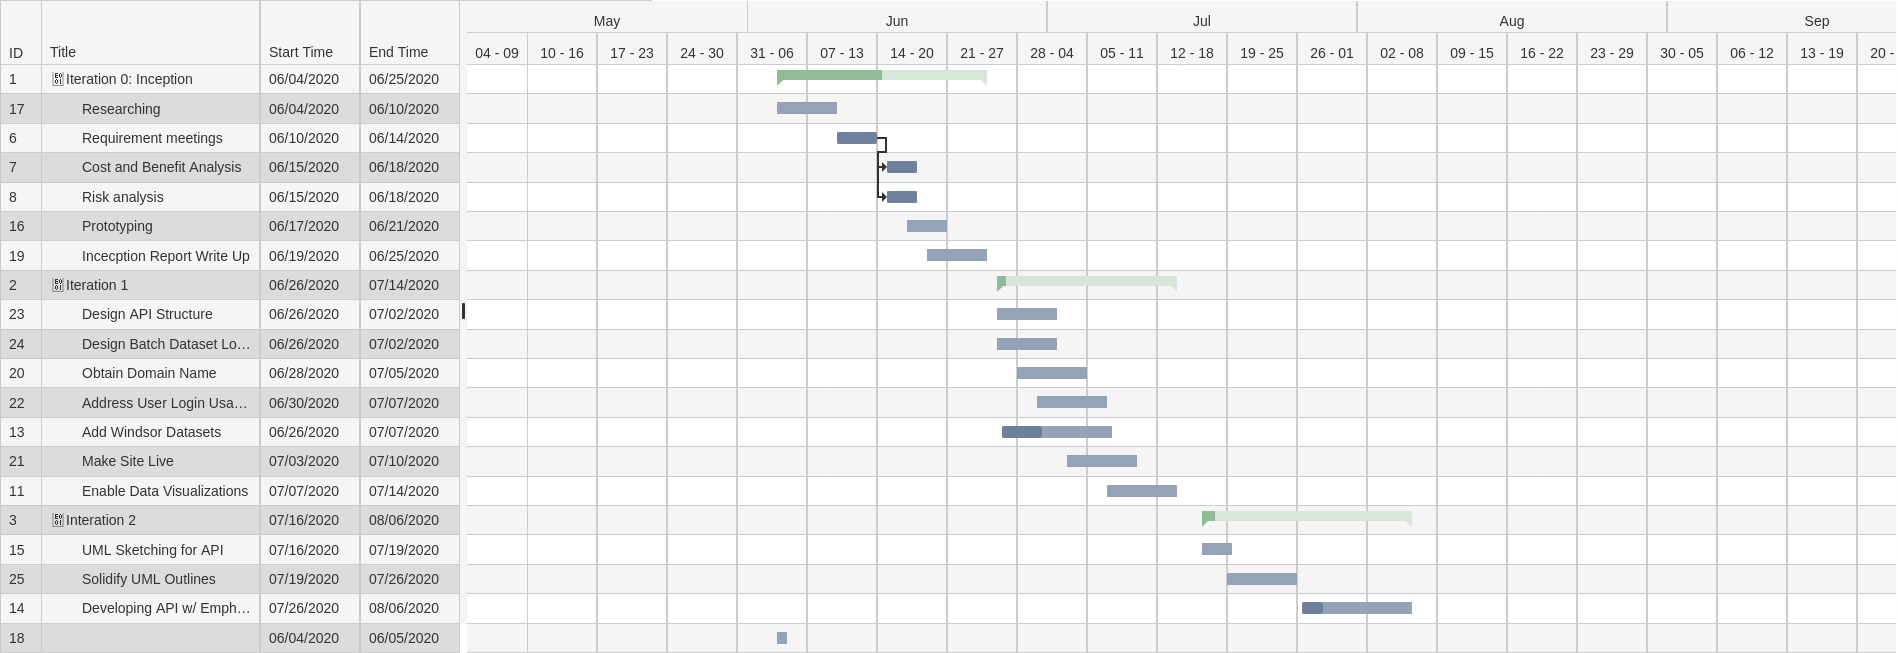 May Jun Jul Aug Sep
ID Title Start Time End Time 04 - 09 10 - 16 17 - 23 24 - 30 31 - 06 07 - 13 14 - 20 21 - 27 28 - 04 05 - 11 12 - 18 19 - 25 26 - 01 02 - 08 09 - 15 16 - 22 23 - 29 30 - 05 06 - 12 13 - 19 20 -
1 Iteration 0: Inception 06/04/2020 06/25/2020
17 Researching 06/04/2020 06/10/2020
6 Requirement meetings 06/10/2020 06/14/2020
7 Cost and Benefit Analysis 06/15/2020 06/18/2020
8 Risk analysis 06/15/2020 06/18/2020
16 Prototyping 06/17/2020 06/21/2020
19 Incecption Report Write Up 06/19/2020 06/25/2020
2 Iteration 1 06/26/2020 07/14/2020
23 Design API Structure 06/26/2020 07/02/2020
24 Design Batch Dataset Lo… 06/26/2020 07/02/2020
20 Obtain Domain Name 06/28/2020 07/05/2020
22 Address User Login Usa… 06/30/2020 07/07/2020
13 Add Windsor Datasets 06/26/2020 07/07/2020
21 Make Site Live 07/03/2020 07/10/2020
11 Enable Data Visualizations 07/07/2020 07/14/2020
3 Interation 2 07/16/2020 08/06/2020
15 UML Sketching for API 07/16/2020 07/19/2020
25 Solidify UML Outlines 07/19/2020 07/26/2020
14 Developing API w/ Emph… 07/26/2020 08/06/2020
18 06/04/2020 06/05/2020